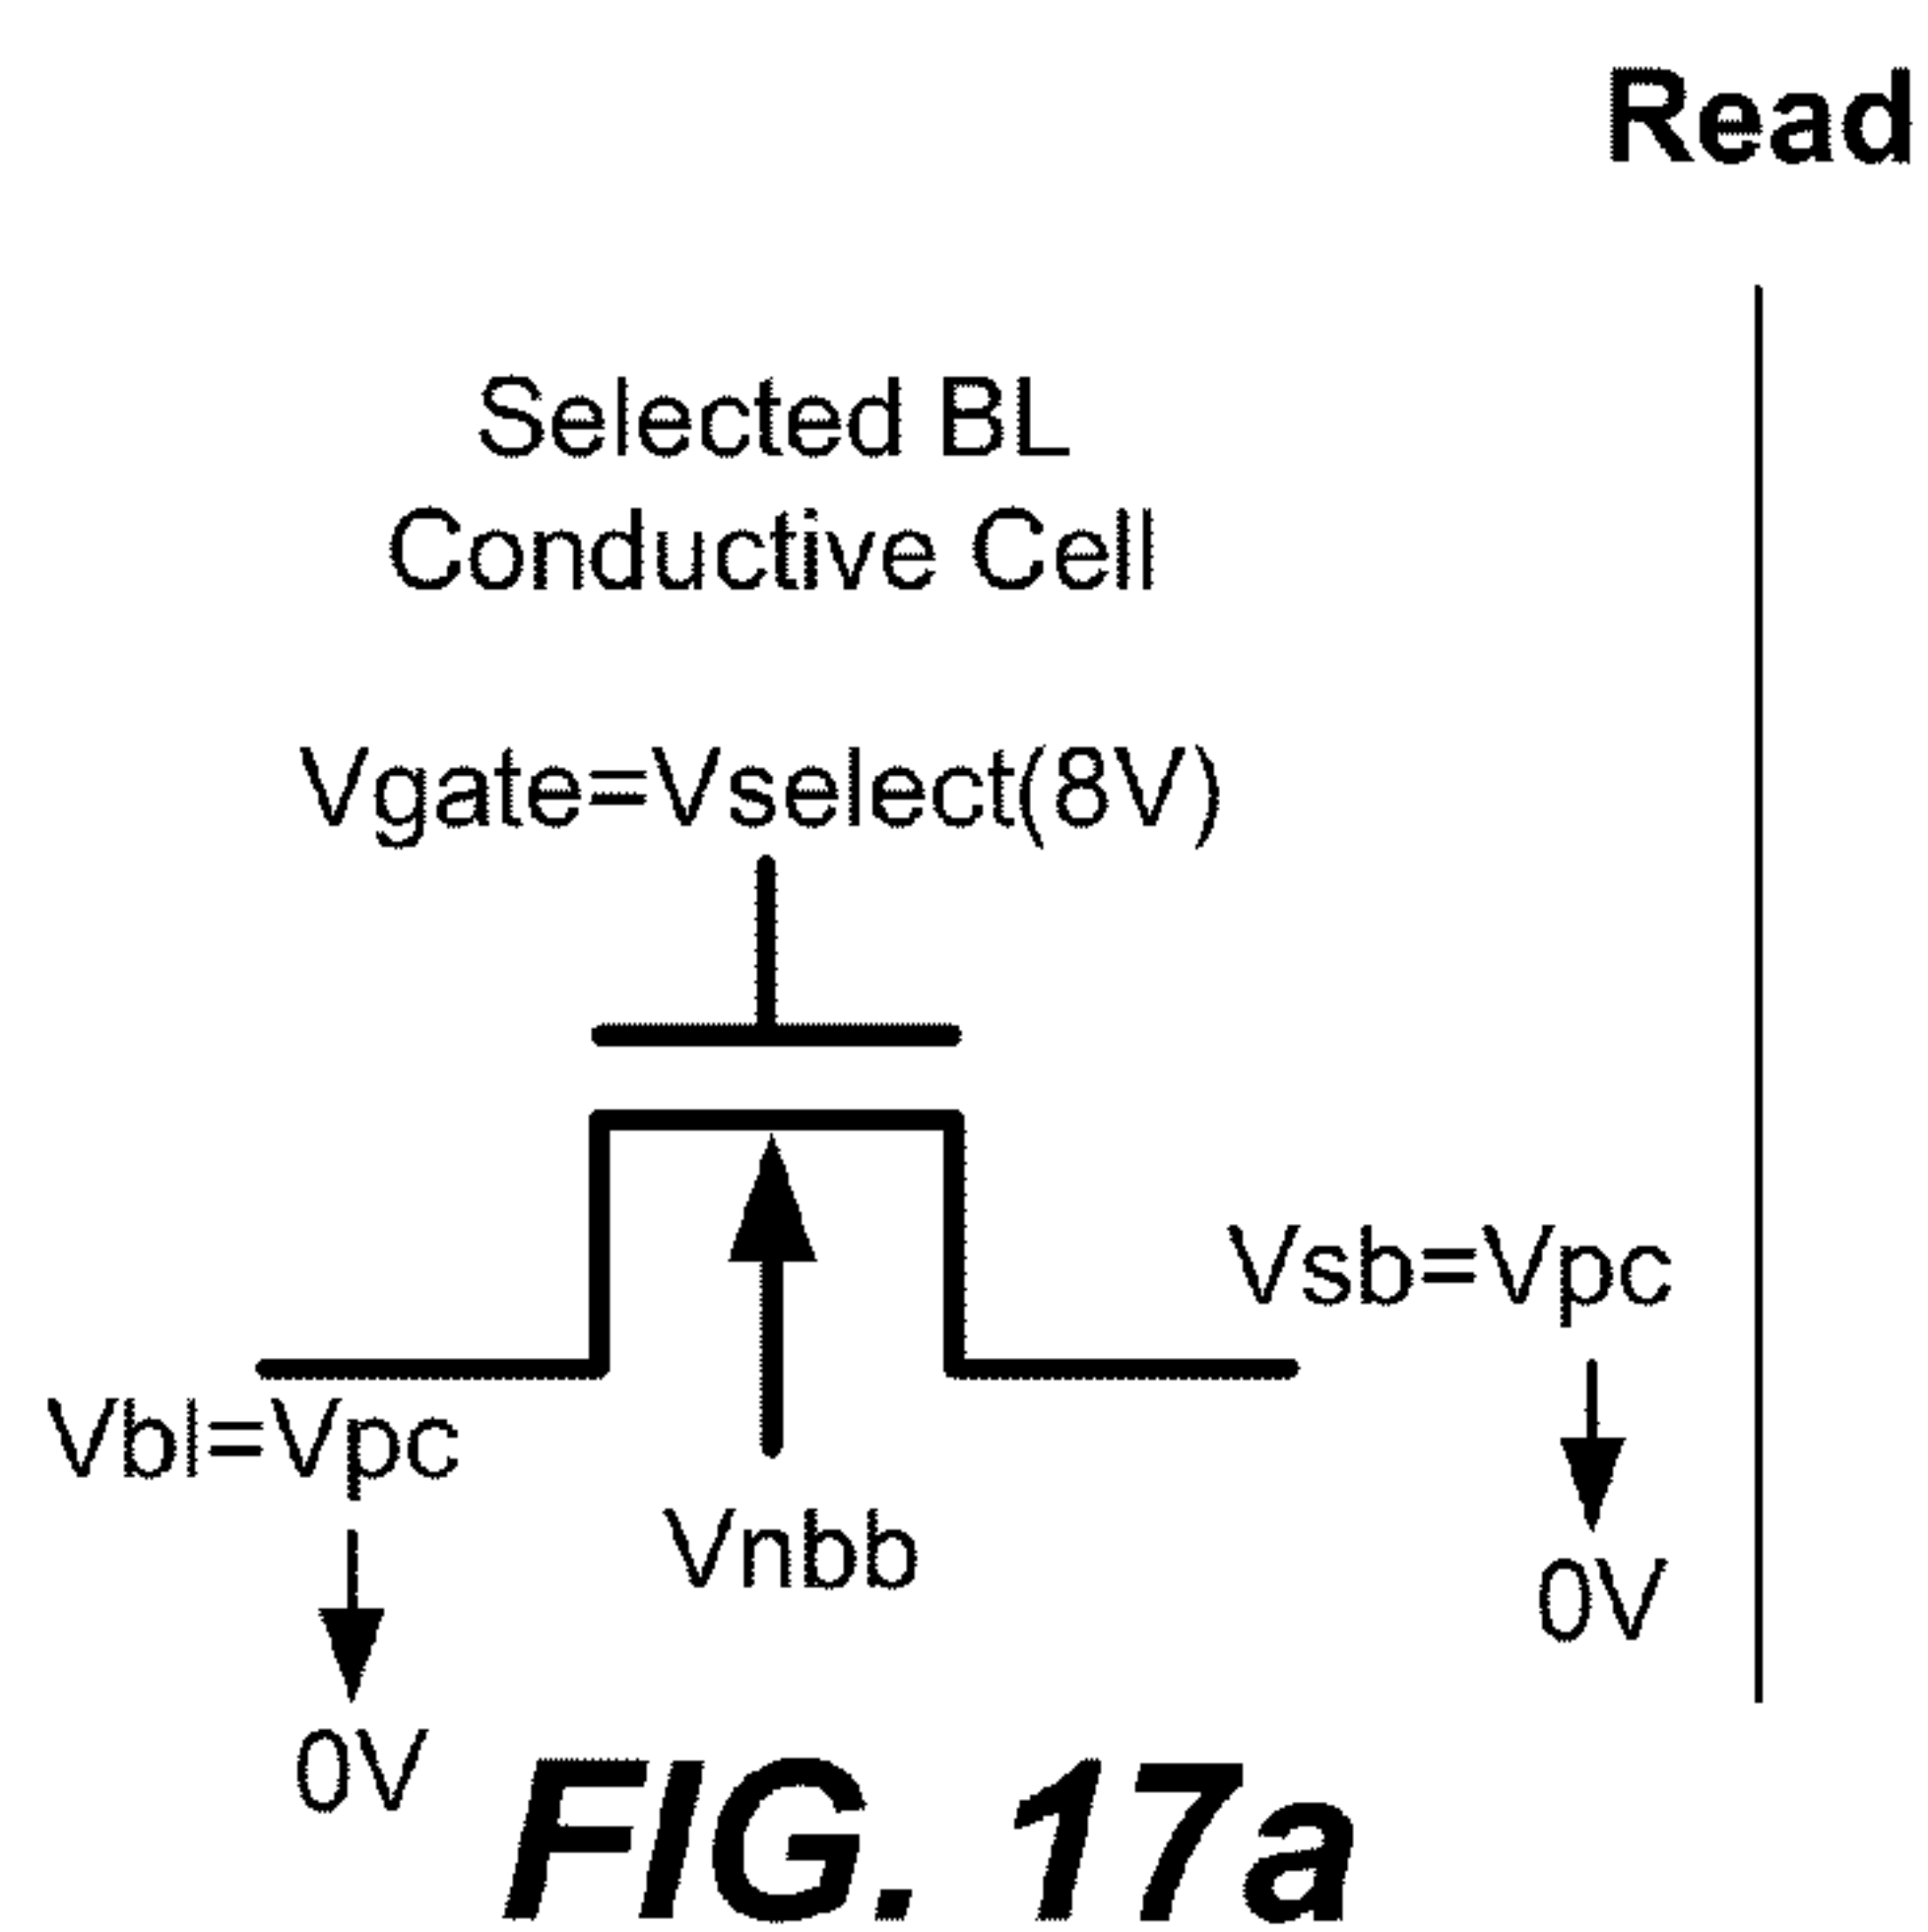 Read
Selected BL
Conductive Cell
Vgate=Vselect(8V)
Vsb=Vpc
0V
Vbl=Vpc
0V
Vnbb
FIG. 17a